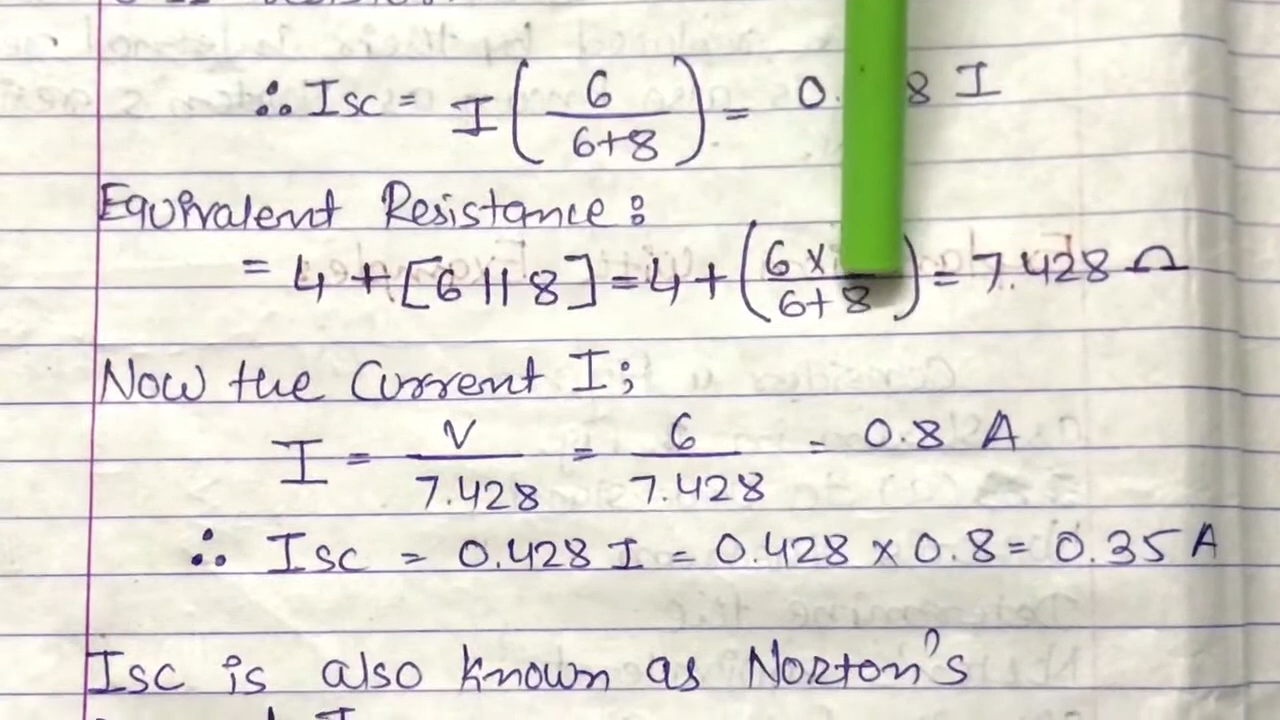 ∴ Isc = I(6/(6+8)) = 0. 8 I
Equivalent Resistance:
= 4 + [6 || 8] = 4 + (6 × /(6+8)) = 7.428 Ω
Now the Current I;
I = V/7.428 = 6/7.428 = 0.8 A
∴ Isc = 0.428 I = 0.428 × 0.8 = 0.35 A
Isc is also known as Norton's